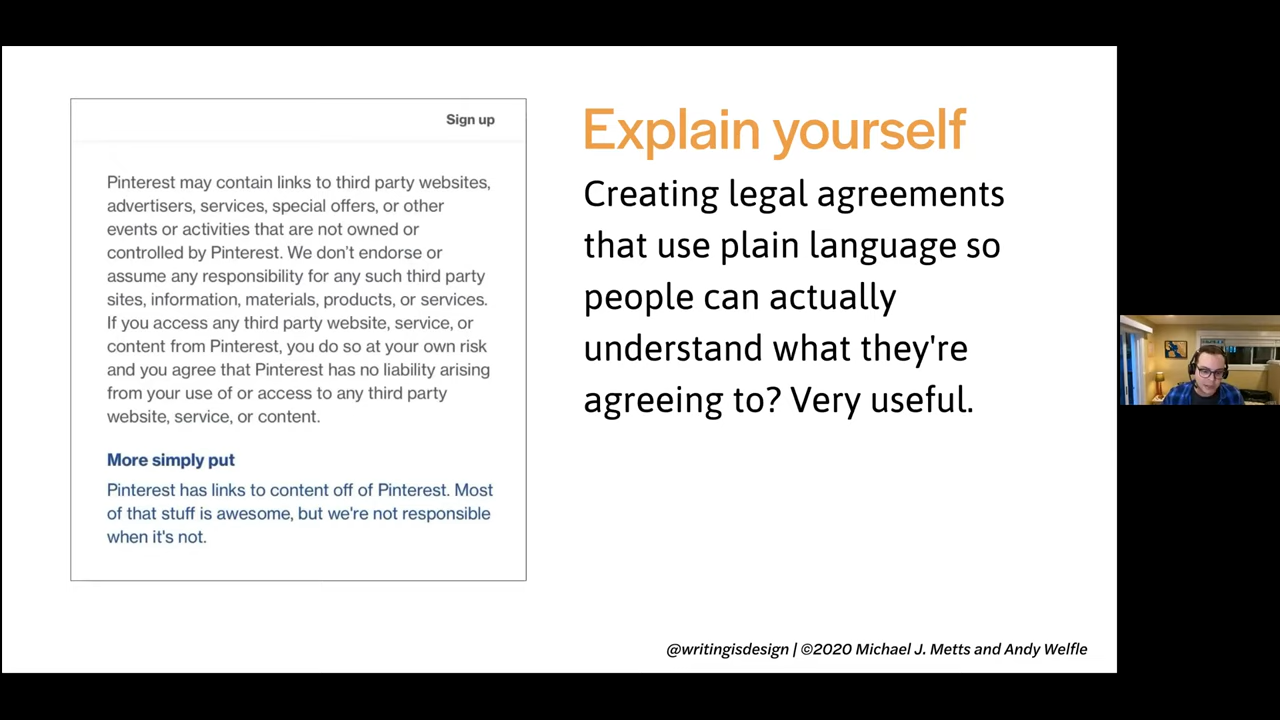 Sign up
Pinterest may contain links to third party websites,
advertisers, services, special offers, or other
events or activities that are not owned or
controlled by Pinterest. We don't endorse or
assume any responsibility for any such third party
sites, information, materials, products, or services.
If you access any third party website, service, or
content from Pinterest, you do so at your own risk
and you agree that Pinterest has no liability arising
from your use of or access to any third party
website, service, or content.
More simply put
Pinterest has links to content off of Pinterest. Most
of that stuff is awesome, but we're not responsible
when it's not.
Explain yourself
Creating legal agreements
that use plain language so
people can actually
understand what they're
agreeing to? Very useful.
@writingisdesign | ©2020 Michael J. Metts and Andy Welfle